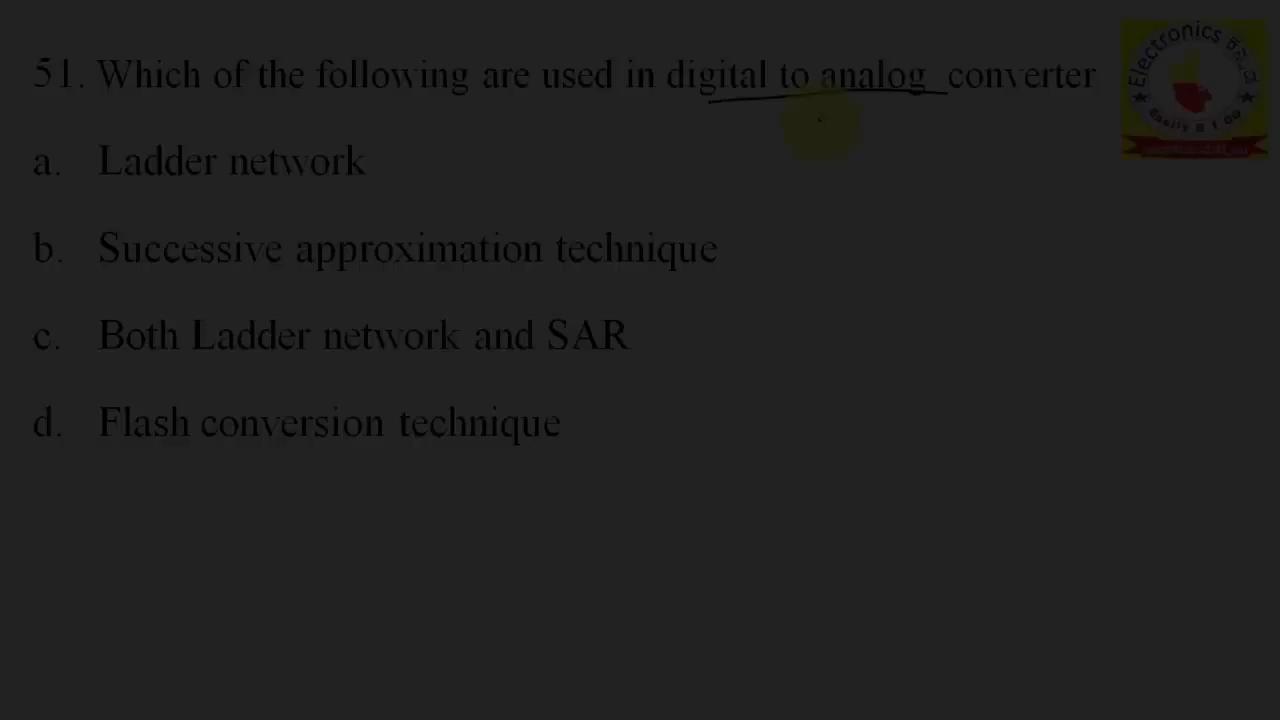 51. Which of the following are used in digital to analog converter
a. Ladder network
b. Successive approximation technique
c. Both Ladder network and SAR
d. Flash conversion technique
Electronics